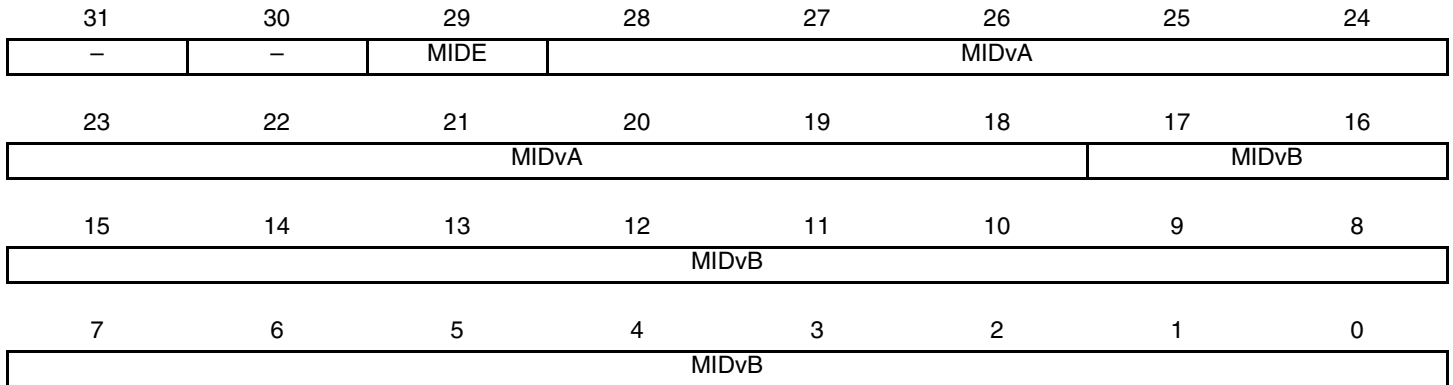 31 30 29 28 27 26 25 24
– – MIDE MIDvA
23 22 21 20 19 18 17 16
MIDvA MIDvB
15 14 13 12 11 10 9 8
MIDvB
7 6 5 4 3 2 1 0
MIDvB